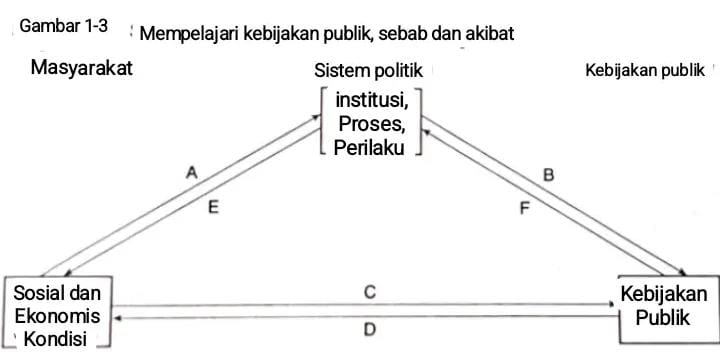 Gambar 1-3 Mempelajari kebijakan publik, sebab dan akibat
Masyarakat Sistem politik Kebijakan publik
institusi,
Proses,
Perilaku
A
B
E
F
Sosial dan
Ekonomis
Kondisi
C
D
Kebijakan
Publik